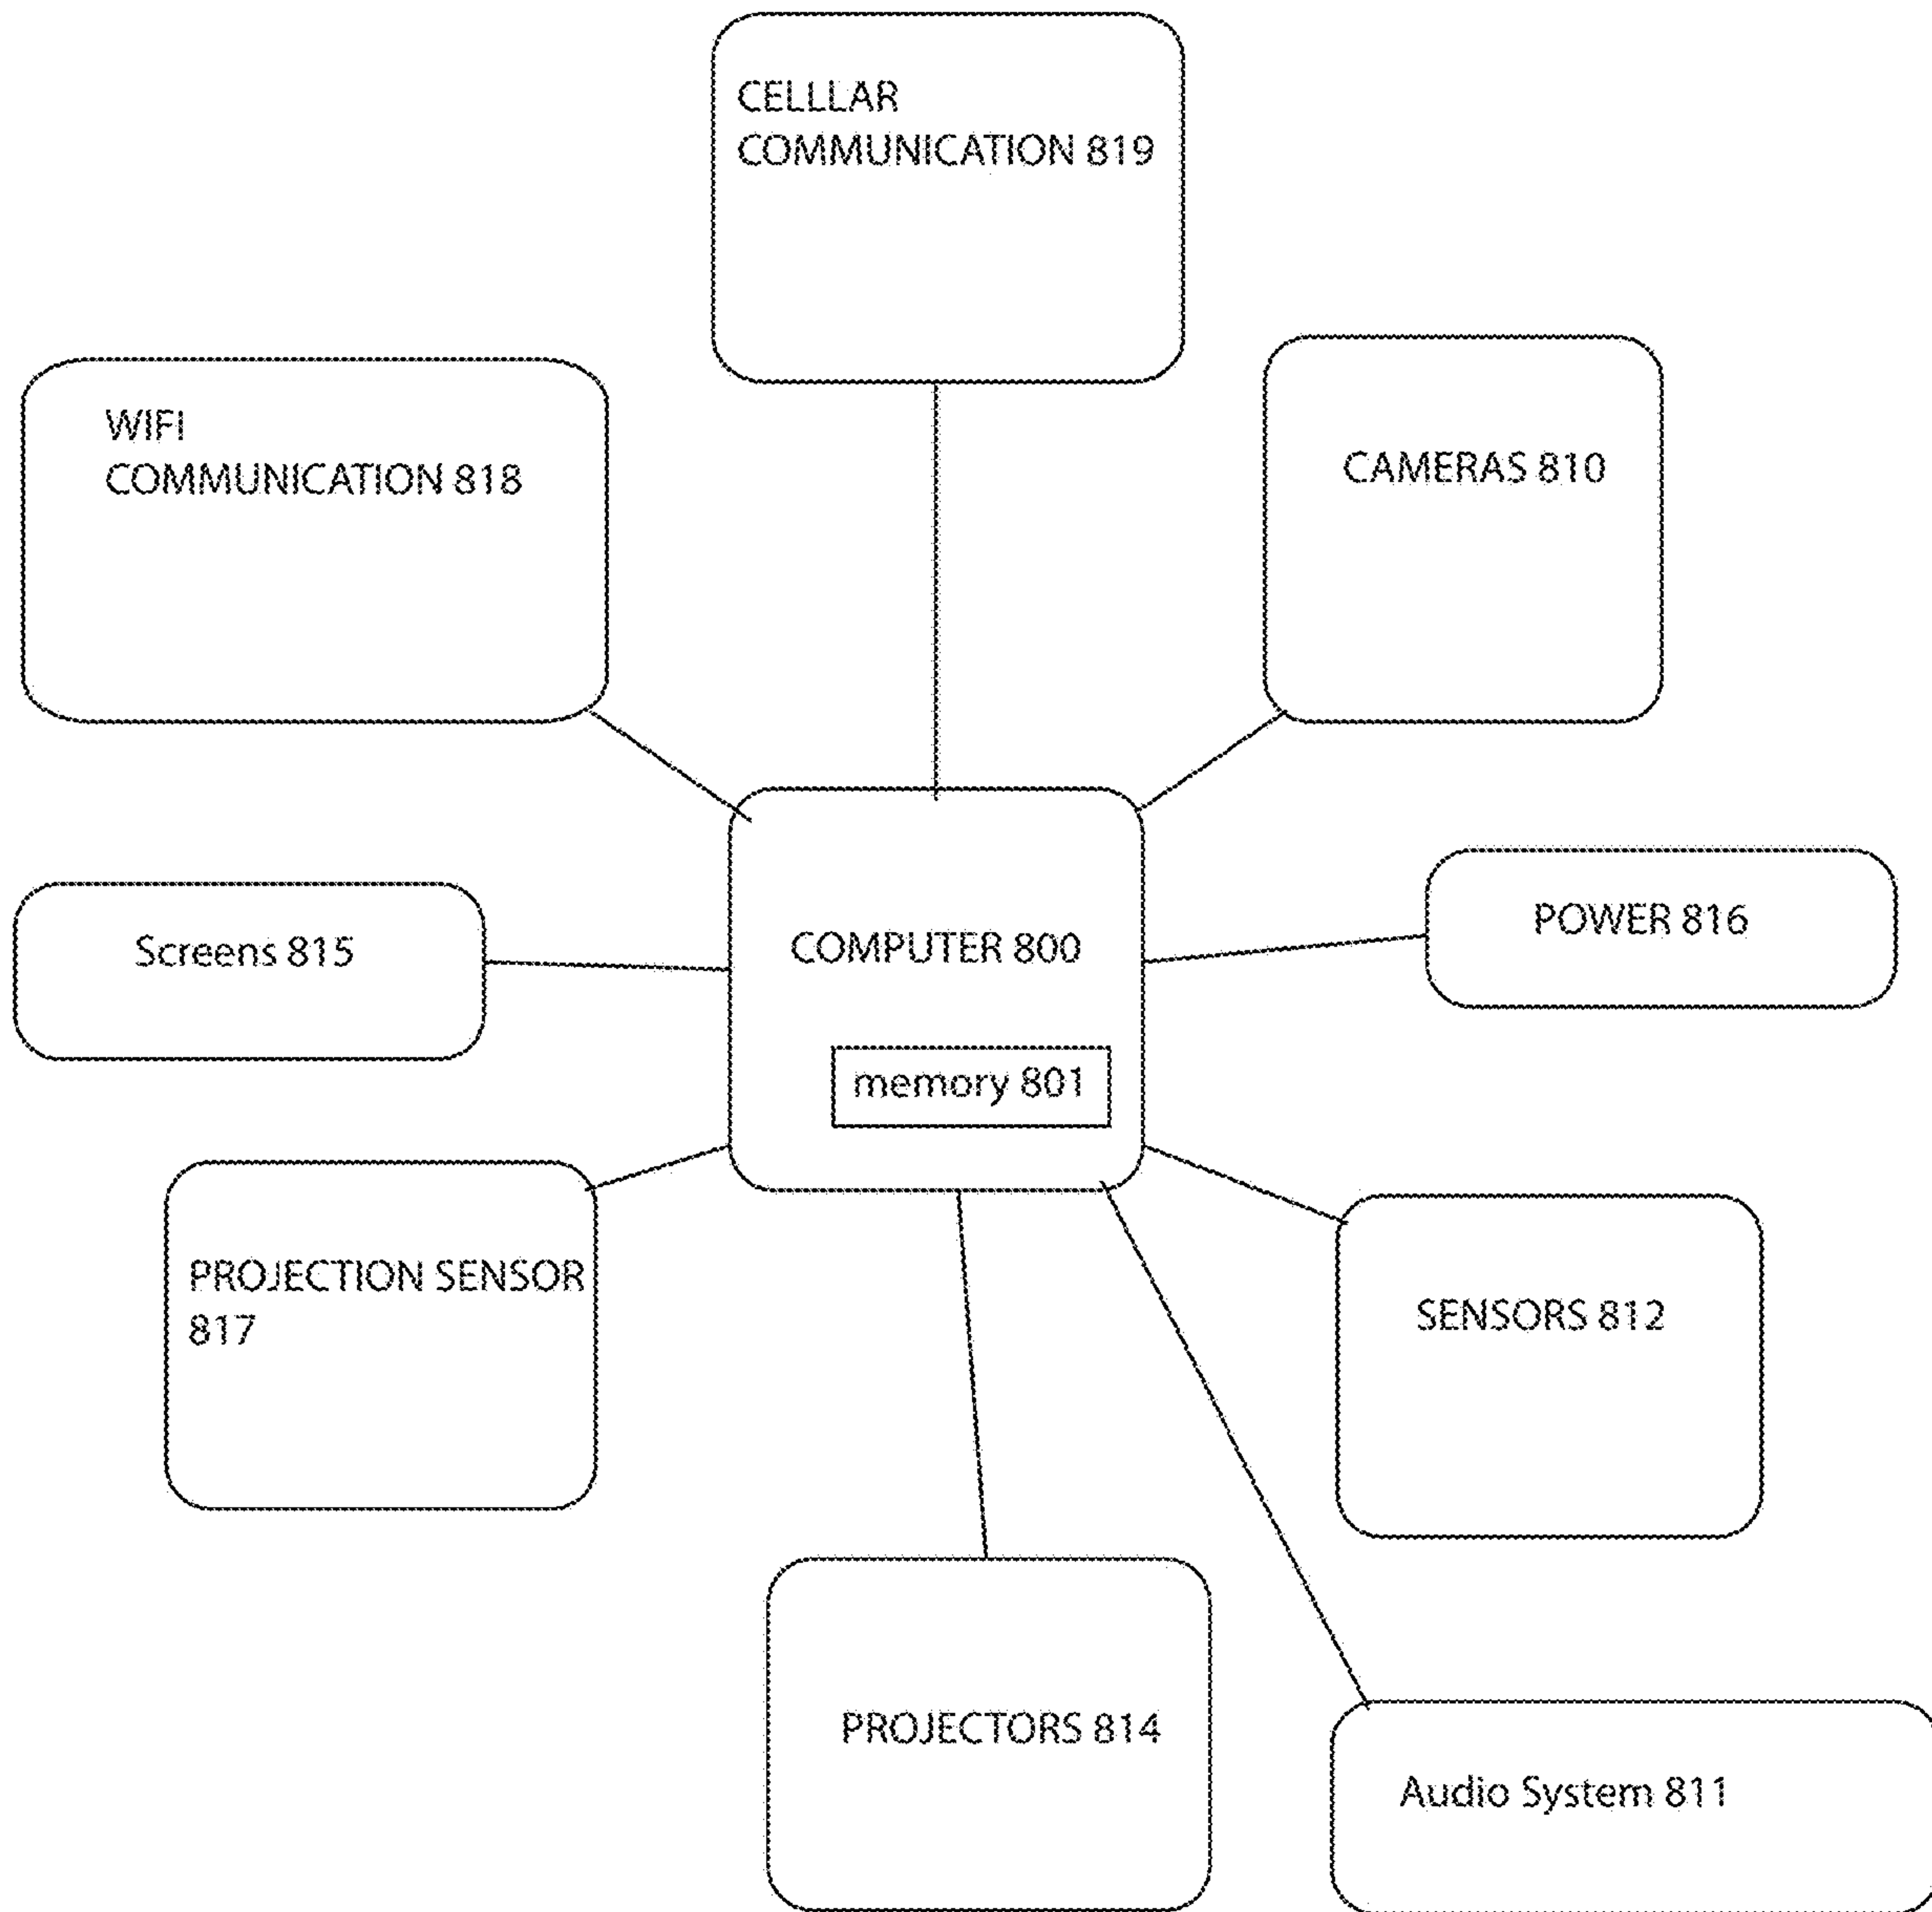 CELLLAR
COMMUNICATION 819
WIFI
COMMUNICATION 818
CAMERAS 810
Screens 815
COMPUTER 800
POWER 816
memory 801
PROJECTION SENSOR
817
SENSORS 812
PROJECTORS 814
Audio System 811